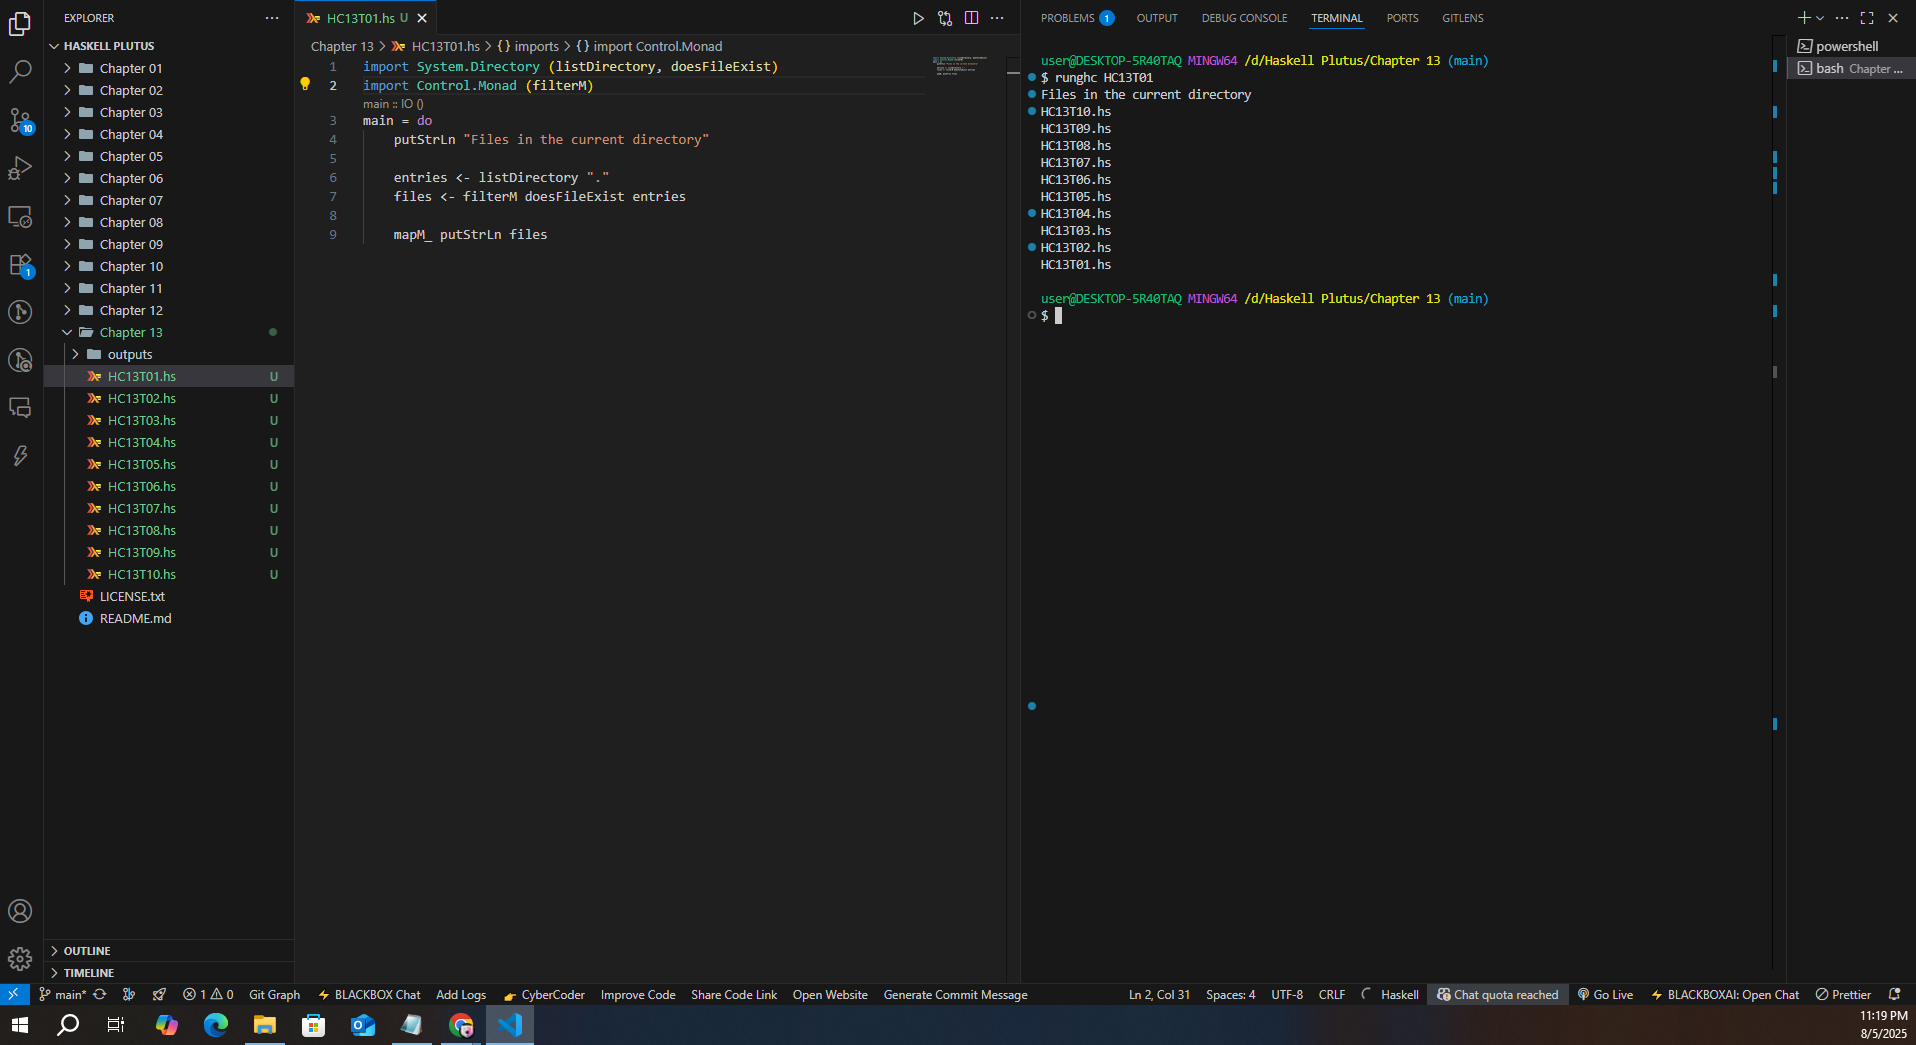 EXPLORER
HASKELL PLUTUS
Chapter 01
Chapter 02
Chapter 03
Chapter 04
Chapter 05
Chapter 06
Chapter 07
Chapter 08
Chapter 09
Chapter 10
Chapter 11
Chapter 12
Chapter 13
outputs
HC13T01.hs U
HC13T02.hs U
HC13T03.hs U
HC13T04.hs U
HC13T05.hs U
HC13T06.hs U
HC13T07.hs U
HC13T08.hs U
HC13T09.hs U
HC13T10.hs U
LICENSE.txt
README.md
OUTLINE
TIMELINE
10
1
HC13T01.hs U
Chapter 13 > HC13T01.hs > {} imports > {} import Control.Monad
1 import System.Directory (listDirectory, doesFileExist)
2 import Control.Monad (filterM)
main :: IO ()
3 main = do
4 putStrLn "Files in the current directory"
5
6 entries <- listDirectory "."
7 files <- filterM doesFileExist entries
8
9 mapM_ putStrLn files
PROBLEMS 1 OUTPUT DEBUG CONSOLE TERMINAL PORTS GITLENS
user@DESKTOP-5R40TAQ MINGW64 /d/Haskell Plutus/Chapter 13 (main)
$ runghc HC13T01
Files in the current directory
HC13T10.hs
HC13T09.hs
HC13T08.hs
HC13T07.hs
HC13T06.hs
HC13T05.hs
HC13T04.hs
HC13T03.hs
HC13T02.hs
HC13T01.hs
user@DESKTOP-5R40TAQ MINGW64 /d/Haskell Plutus/Chapter 13 (main)
$
powershell
bash Chapter ...
main* 1 0 Git Graph BLACKBOX Chat Add Logs CyberCoder Improve Code Share Code Link Open Website Generate Commit Message Ln 2, Col 31 Spaces: 4 UTF-8 CRLF Haskell Chat quota reached Go Live BLACKBOXAI: Open Chat Prettier
11:19 PM
8/5/2025